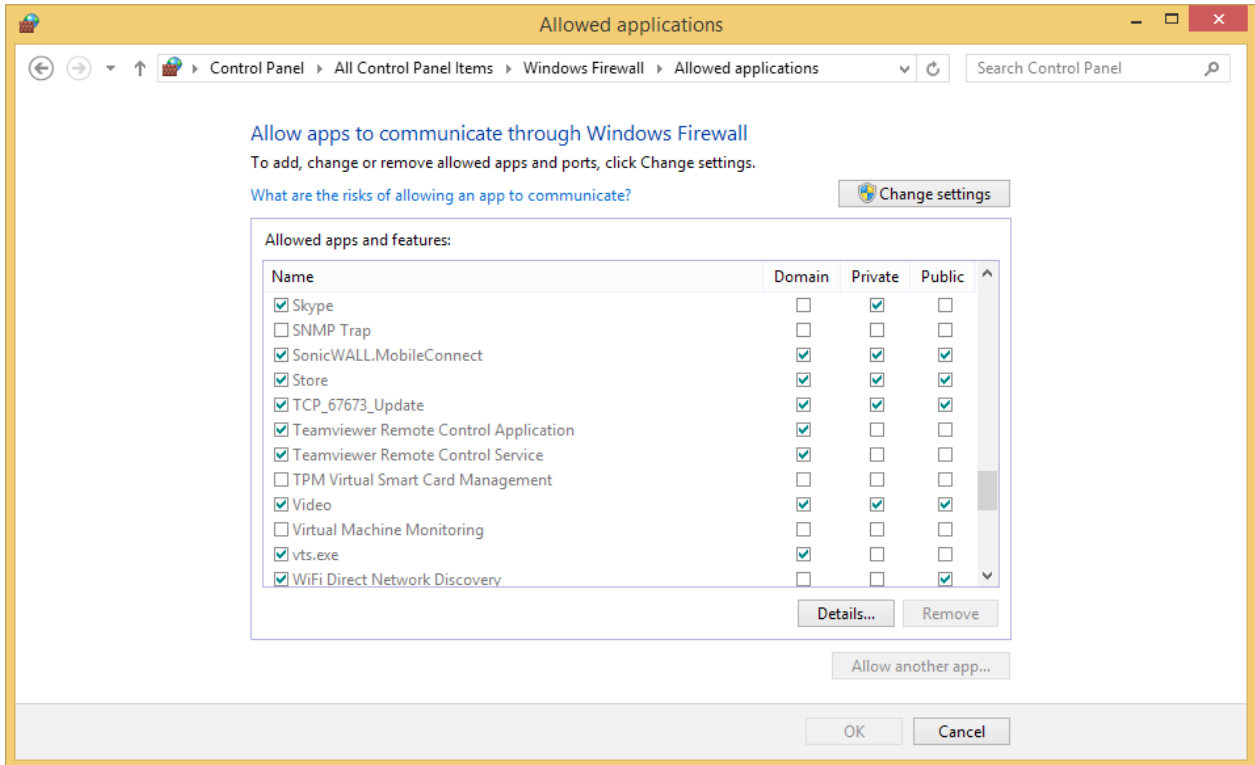 Allowed applications
Control Panel All Control Panel Items Windows Firewall Allowed applications Search Control Panel
Allow apps to communicate through Windows Firewall
To add, change or remove allowed apps and ports, click Change settings.
What are the risks of allowing an app to communicate? Change settings
Allowed apps and features:
Name Domain Private Public
Skype
SNMP Trap
SonicWALL.MobileConnect
Store
TCP_67673_Update
Teamviewer Remote Control Application
Teamviewer Remote Control Service
TPM Virtual Smart Card Management
Video
Virtual Machine Monitoring
vts.exe
WiFi Direct Network Discovery
Details... Remove
Allow another app...
OK Cancel